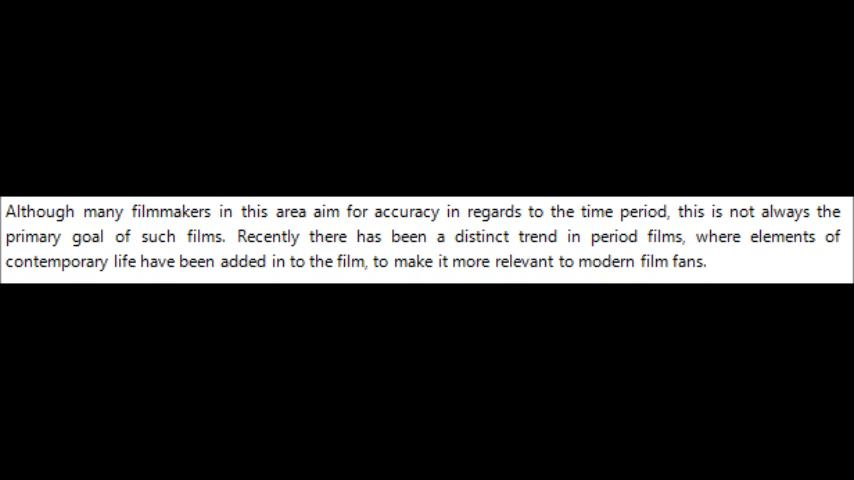 Although many filmmakers in this area aim for accuracy in regards to the time period, this is not always the
primary goal of such films. Recently there has been a distinct trend in period films, where elements of
contemporary life have been added in to the film, to make it more relevant to modern film fans.